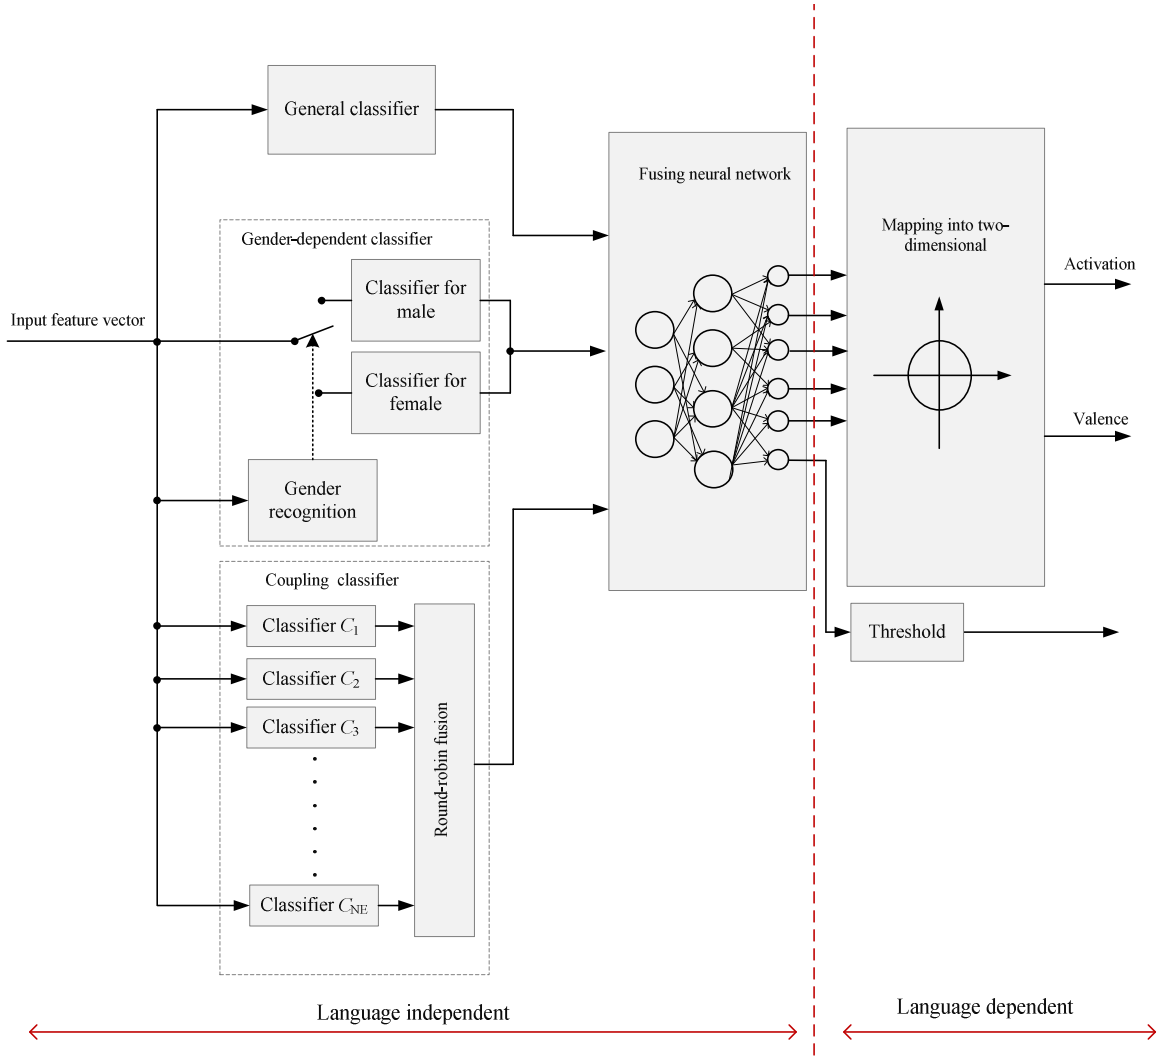 General classifier
Fusing neural network
Mapping into two-
dimensional
Gender-dependent classifier
Classifier for
male
Activation
Input feature vector
Classifier for
female
Valence
Gender
recognition
Coupling classifier
Classifier C1
Classifier C2
Classifier C3
Classifier CNE
Round-robin fusion
Threshold
Language independent
Language dependent